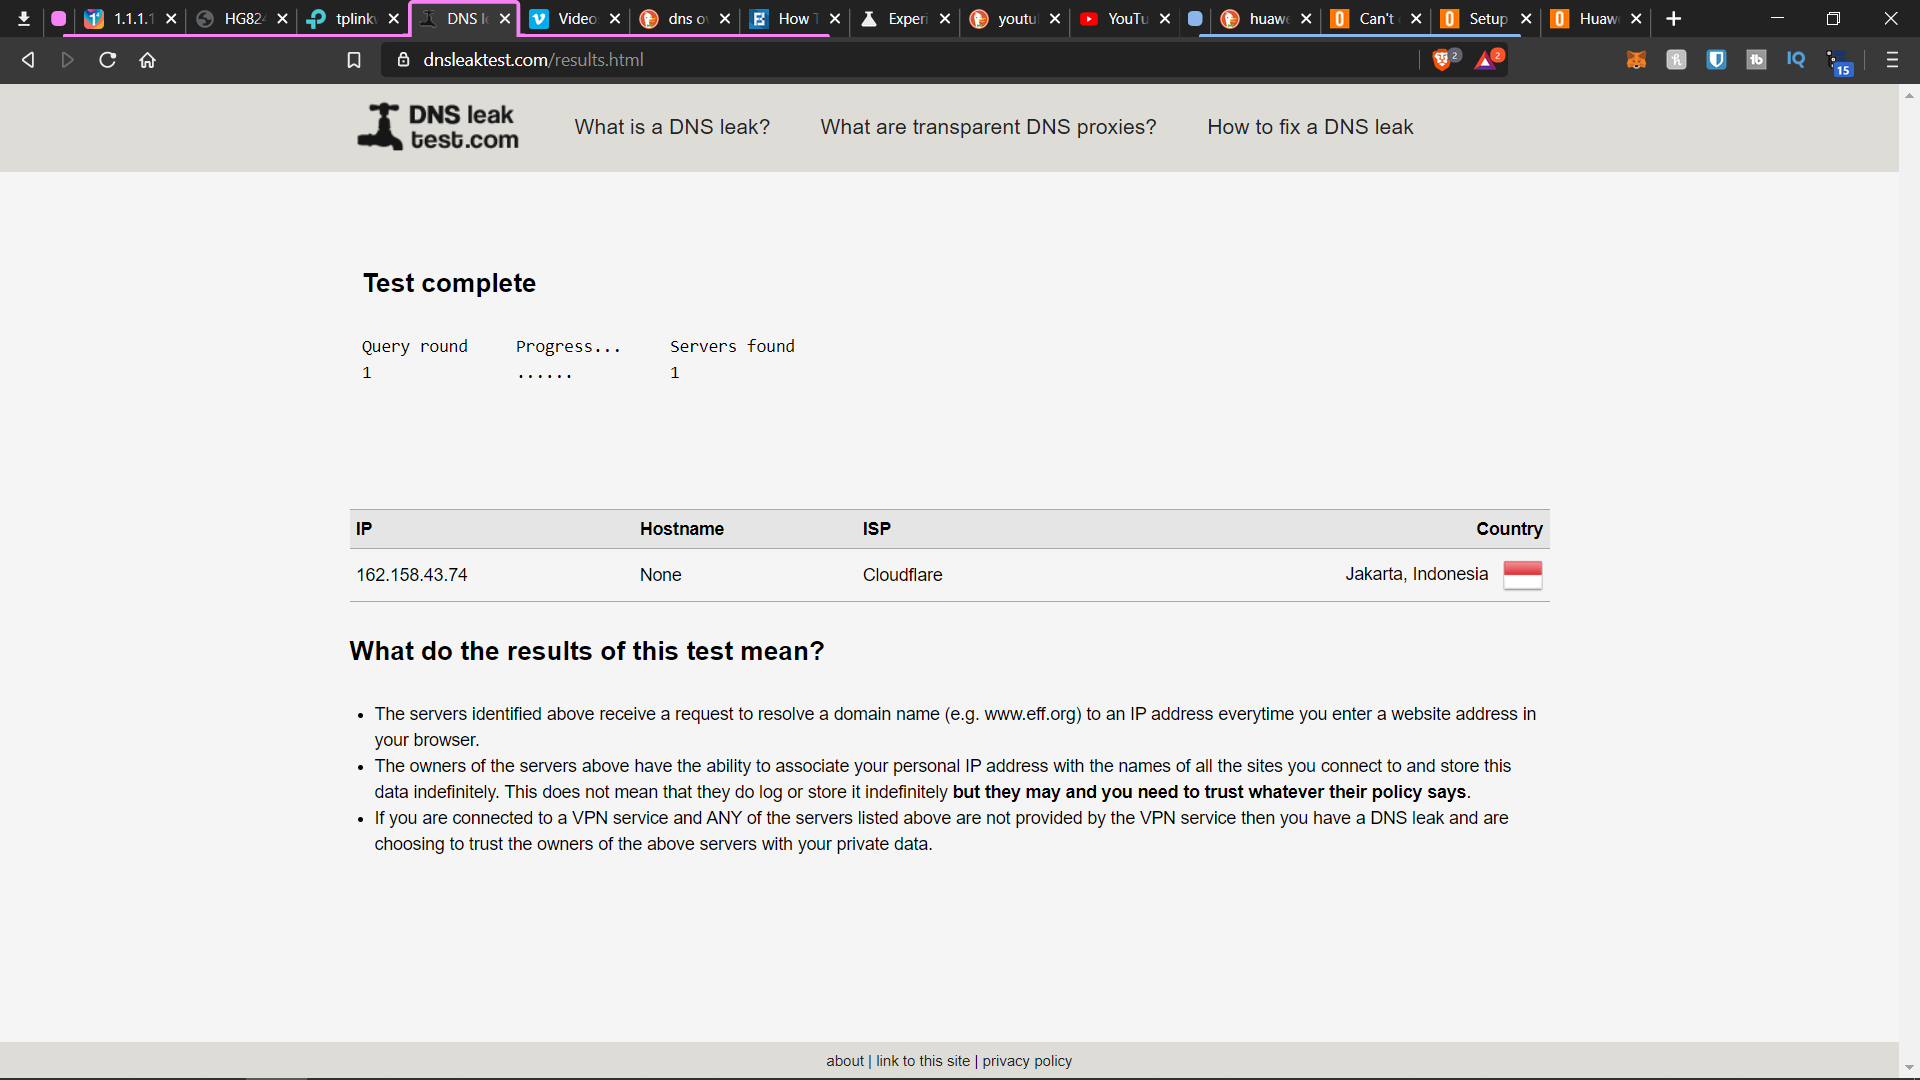 1.1.1.1
HG824
tplinkw
DNS l
Video
dns o
How T
Experi
youtu
YouTu
huawe
Can't
Setup
Huaw
dnsleaktest.com/results.html
2
2
15
DNS leak
test.com
What is a DNS leak?
What are transparent DNS proxies?
How to fix a DNS leak
Test complete
Query round Progress... Servers found
1 ...... 1
IP Hostname ISP Country
162.158.43.74 None Cloudflare Jakarta, Indonesia
What do the results of this test mean?
• The servers identified above receive a request to resolve a domain name (e.g. www.eff.org) to an IP address everytime you enter a website address in
your browser.
• The owners of the servers above have the ability to associate your personal IP address with the names of all the sites you connect to and store this
data indefinitely. This does not mean that they do log or store it indefinitely but they may and you need to trust whatever their policy says.
• If you are connected to a VPN service and ANY of the servers listed above are not provided by the VPN service then you have a DNS leak and are
choosing to trust the owners of the above servers with your private data.
about | link to this site | privacy policy